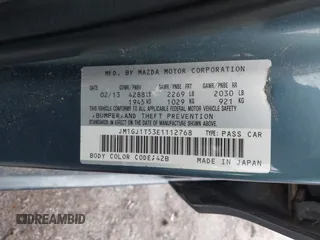 MFD BY MAZDA MOTOR CORPORATION
DATE GVWR/PNBV GAWR/PNBE FR GAWR/PNBE RR
02/13 4288LB 2269 LB 2030 LB
1945KG 1029 KG 921 KG
THIS VEHICLE CONFORMS TO ALL APPLICABLE FEDERAL MOTOR VEHICLE SAFETY
BUMPER, AND THEFT PREVENTION STANDARDS IN EFFECT ON THE DATE OF
MANUFACTURE SHOWN ABOVE.
JM1GJ1T53E1112768 TYPE:PASS CAR
BODY COLOR CODE/42B MADE IN JAPAN
DREAMBID